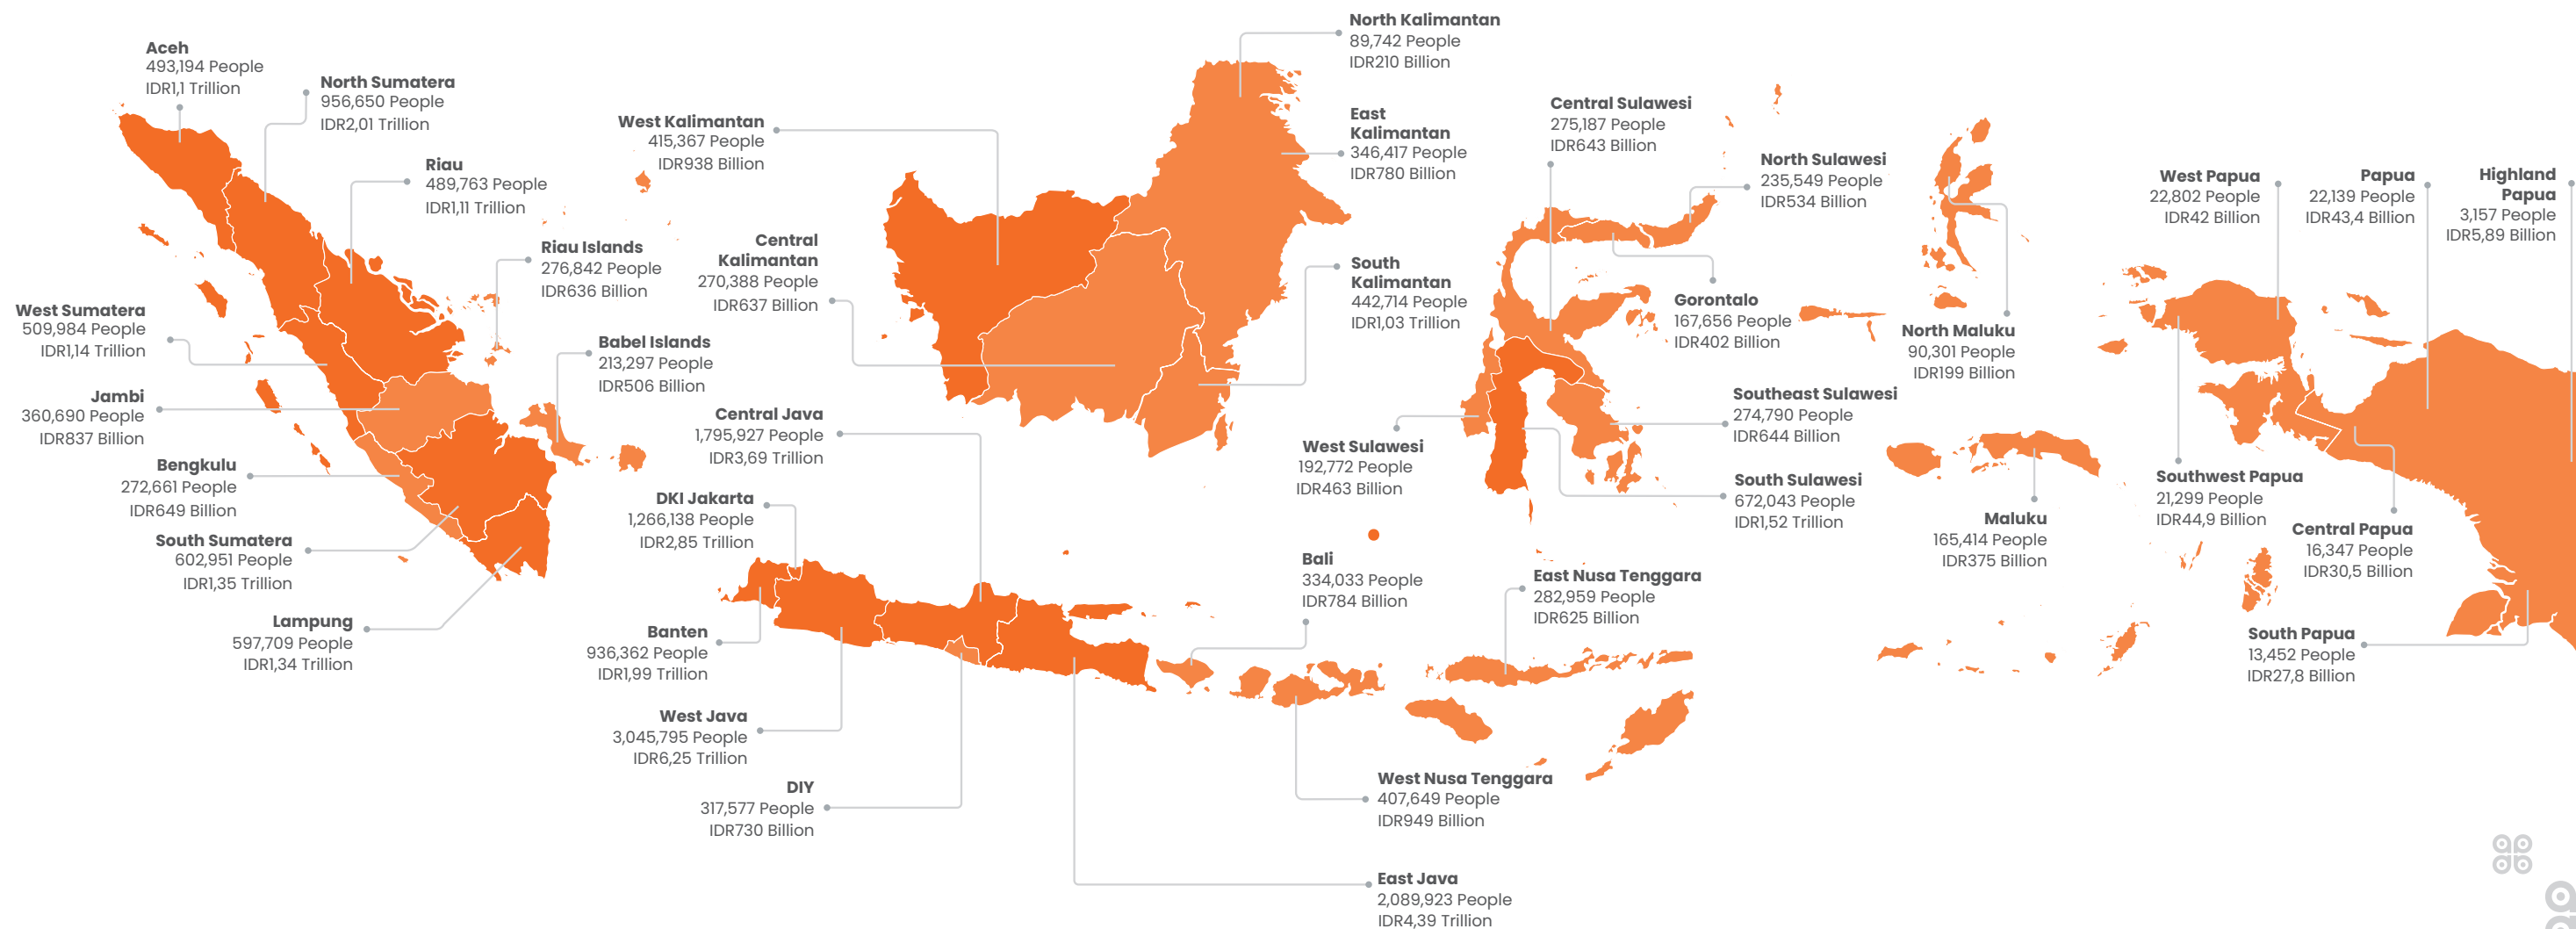 Aceh
493,194 People
IDR1,1 Trillion
North Sumatera
956,650 People
IDR2,01 Trillion
Riau
489,763 People
IDR1,11 Trillion
Riau Islands
276,842 People
IDR636 Billion
West Sumatera
509,984 People
IDR1,14 Trillion
Babel Islands
213,297 People
IDR506 Billion
Jambi
360,690 People
IDR837 Billion
Bengkulu
272,661 People
IDR649 Billion
South Sumatera
602,951 People
IDR1,35 Trillion
Lampung
597,709 People
IDR1,34 Trillion
West Kalimantan
415,367 People
IDR938 Billion
Central
Kalimantan
270,388 People
IDR637 Billion
North Kalimantan
89,742 People
IDR210 Billion
East
Kalimantan
346,417 People
IDR780 Billion
South
Kalimantan
442,714 People
IDR1,03 Trillion
Central Java
1,795,927 People
IDR3,69 Trillion
DKI Jakarta
1,266,138 People
IDR2,85 Trillion
Banten
936,362 People
IDR1,99 Trillion
West Java
3,045,795 People
IDR6,25 Trillion
DIY
317,577 People
IDR730 Billion
East Java
2,089,923 People
IDR4,39 Trillion
Bali
334,033 People
IDR784 Billion
West Nusa Tenggara
407,649 People
IDR949 Billion
East Nusa Tenggara
282,959 People
IDR625 Billion
Central Sulawesi
275,187 People
IDR643 Billion
North Sulawesi
235,549 People
IDR534 Billion
Gorontalo
167,656 People
IDR402 Billion
West Sulawesi
192,772 People
IDR463 Billion
Southeast Sulawesi
274,790 People
IDR644 Billion
South Sulawesi
672,043 People
IDR1,52 Trillion
North Maluku
90,301 People
IDR199 Billion
Maluku
165,414 People
IDR375 Billion
West Papua
22,802 People
IDR42 Billion
Papua
22,139 People
IDR43,4 Billion
Highland
Papua
3,157 People
IDR5,89 Billion
Southwest Papua
21,299 People
IDR44,9 Billion
Central Papua
16,347 People
IDR30,5 Billion
South Papua
13,452 People
IDR27,8 Billion